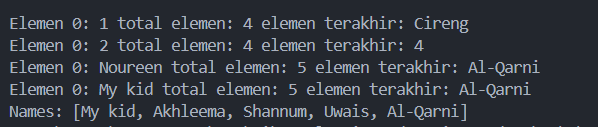 Elemen 0: 1 total elemen: 4 elemen terakhir: Cireng
Elemen 0: 2 total elemen: 4 elemen terakhir: 4
Elemen 0: Noureen total elemen: 5 elemen terakhir: Al-Qarni
Elemen 0: My kid total elemen: 5 elemen terakhir: Al-Qarni
Names: [My kid, Akhleema, Shannum, Uwais, Al-Qarni]